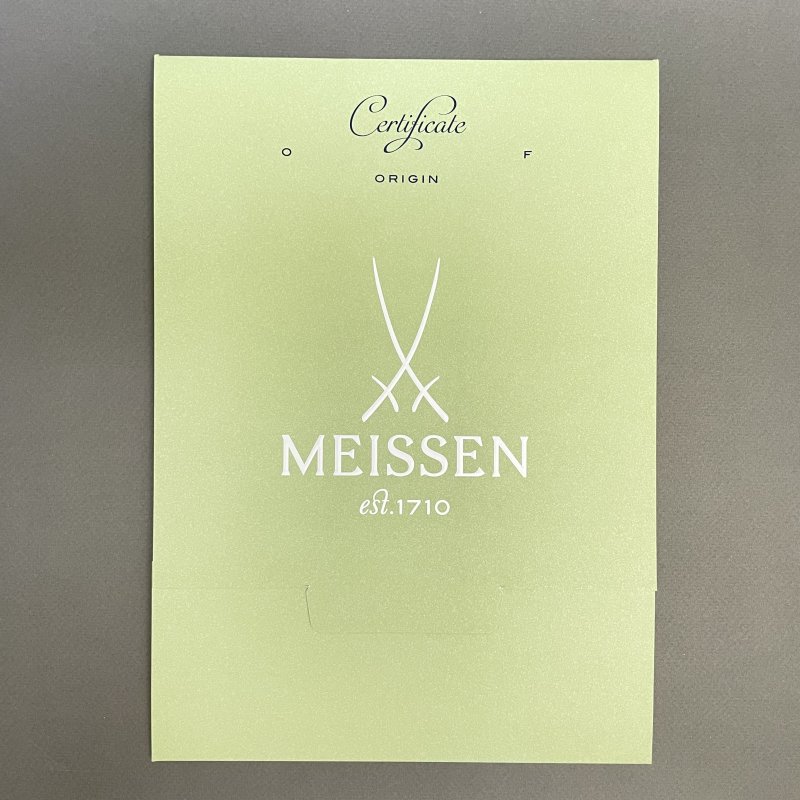 Certificate
O F
ORIGIN
MEISSEN
est.1710